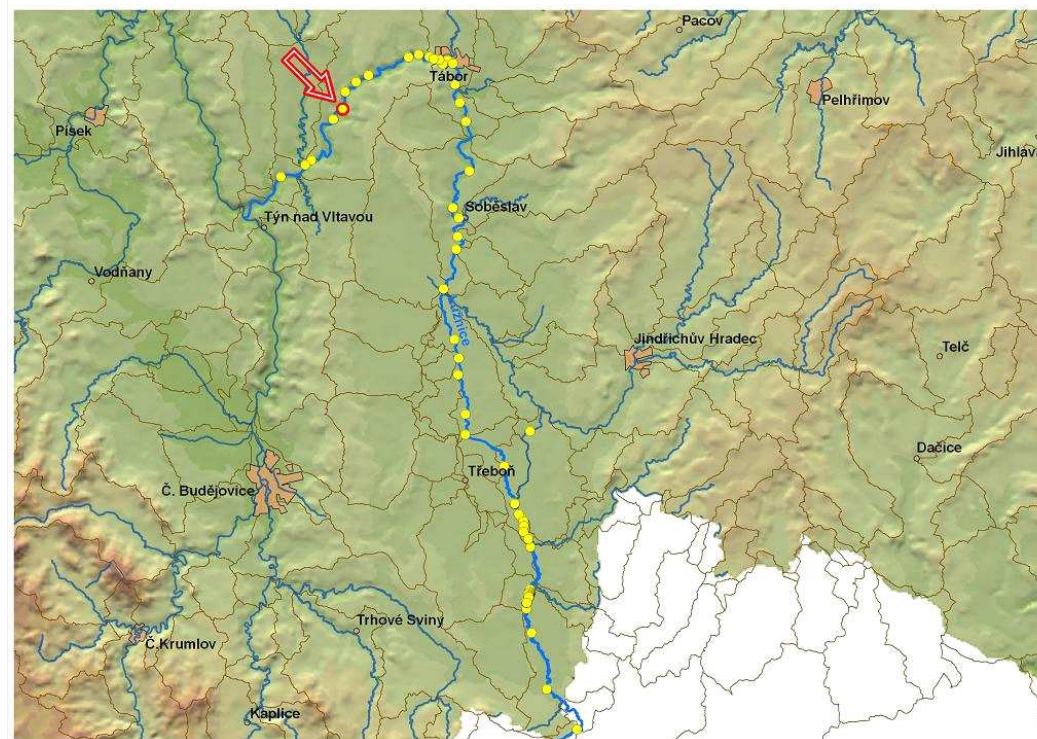 Pacov
Tábor
Pelhřimov
Písek
Jihlava
Soběslav
Týn nad Vltavou
Vodňany
Jindřichův Hradec
Telč
Dačice
Třeboň
Č. Budějovice
Trhové Sviny
Č.Krumlov
Kaplice